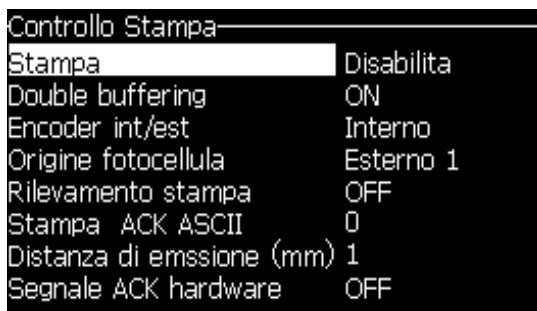 Controllo Stampa
Stampa Disabilita
Double buffering ON
Encoder int/est Interno
Origine fotocellula Esterno 1
Rilevamento stampa OFF
Stampa ACK ASCII 0
Distanza di emssione (mm) 1
Segnale ACK hardware OFF